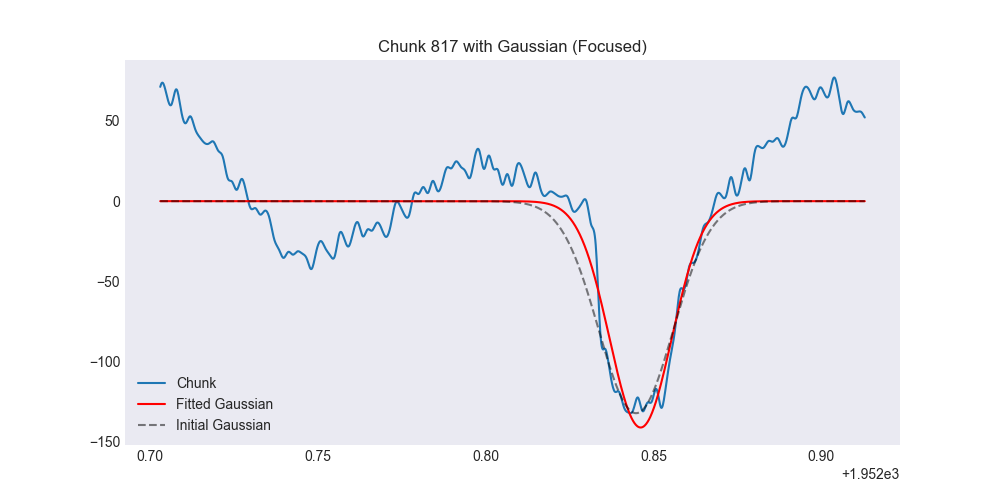 Chunk 817 with Gaussian (Focused)
50
0
−50
−100
−150
Chunk
Fitted Gaussian
Initial Gaussian
0.70 0.75 0.80 0.85 0.90
+1.952e3